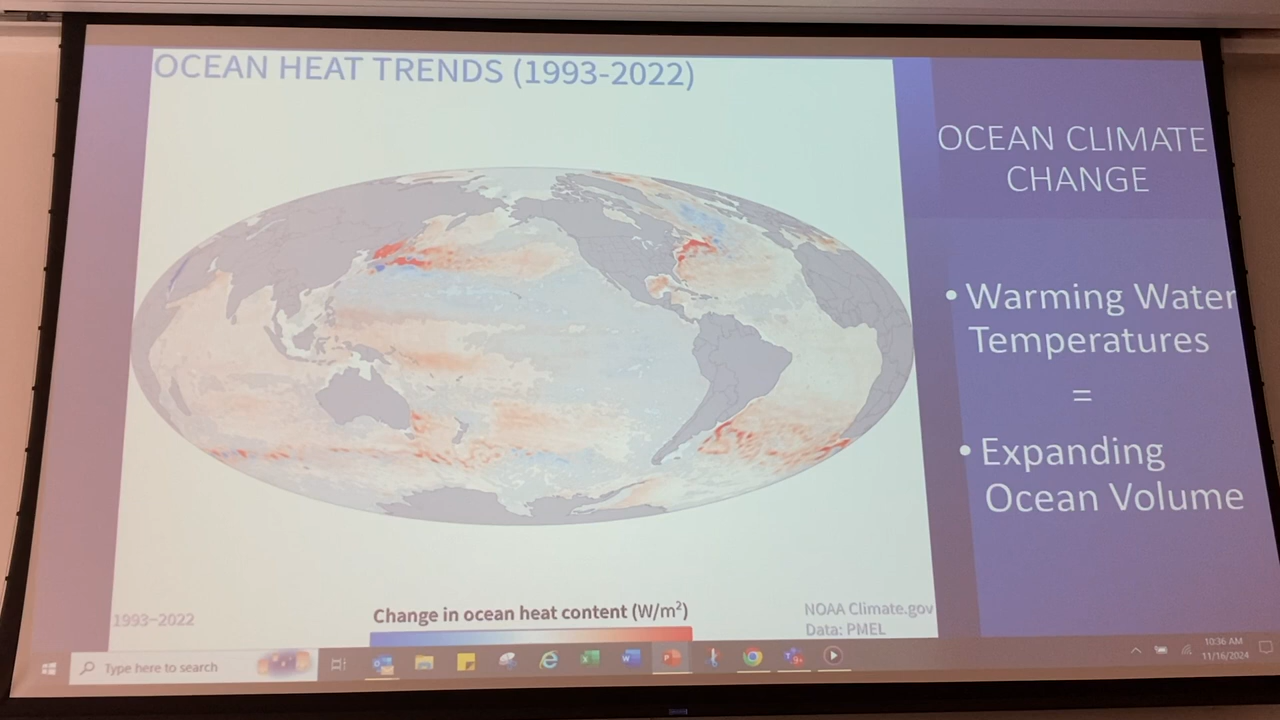 OCEAN HEAT TRENDS (1993-2022)
OCEAN CLIMATE
CHANGE
• Warming Water
Temperatures
=
• Expanding
Ocean Volume
1993–2022
Change in ocean heat content (W/m²)
NOAA Climate.gov
Data: PMEL
Type here to search
10:36 AM
11/16/2024